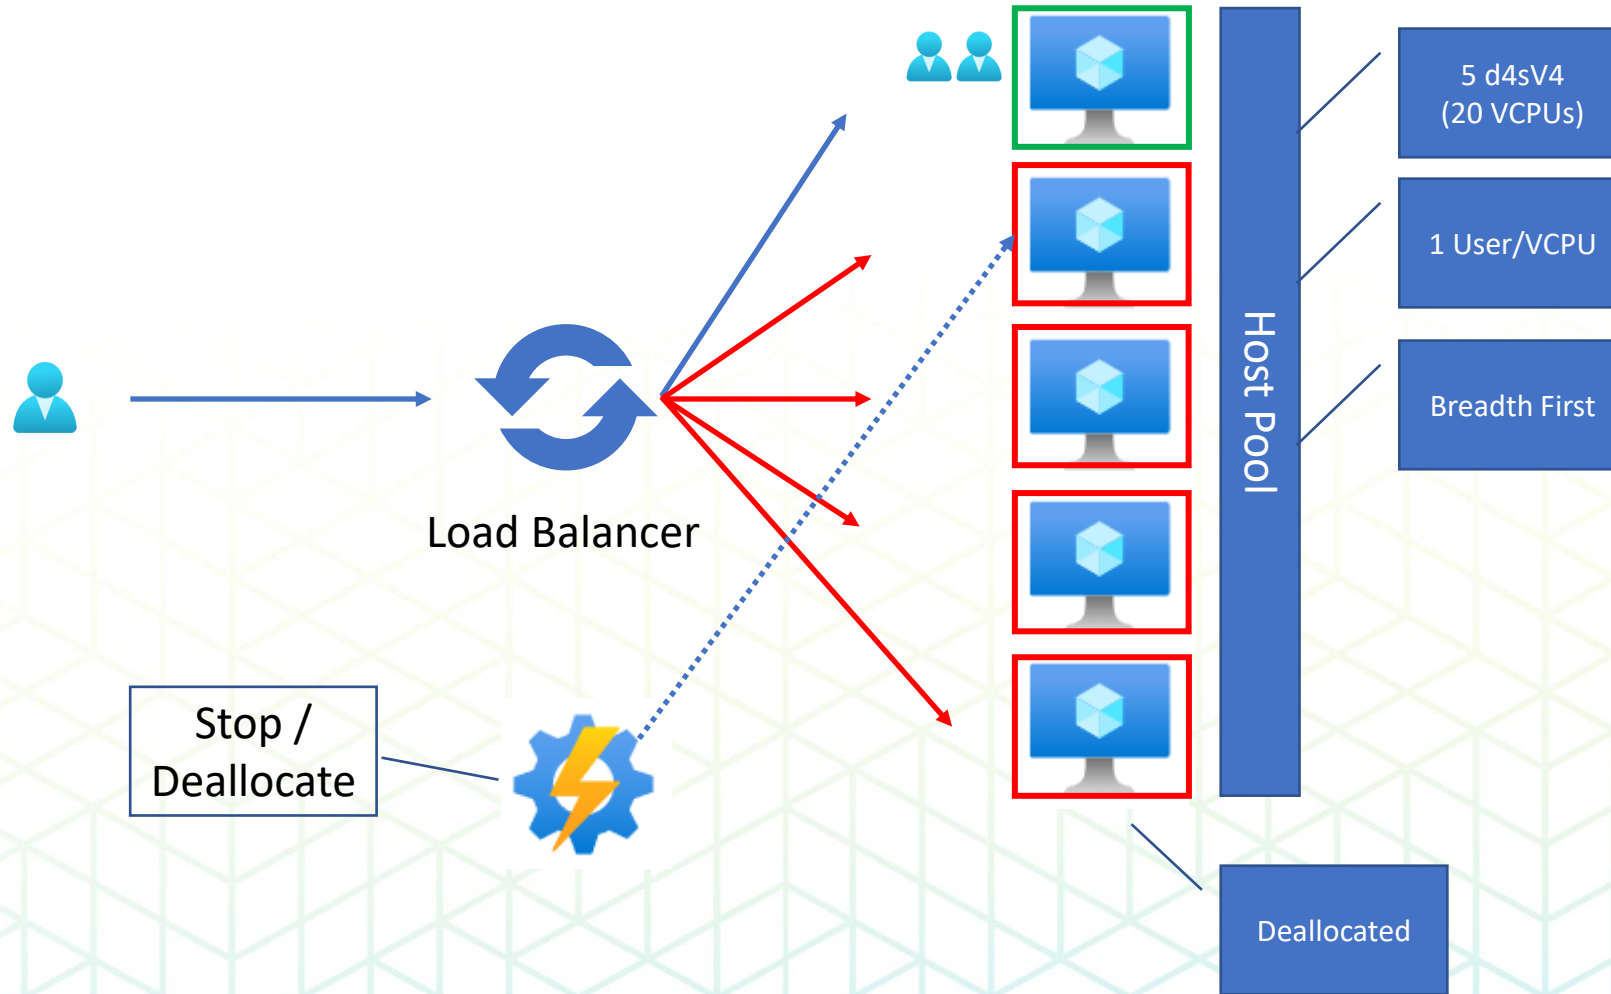 5 d4sV4
(20 VCPUs)
1 User/VCPU
Breadth First
Host Pool
Load Balancer
Stop /
Deallocate
Deallocated